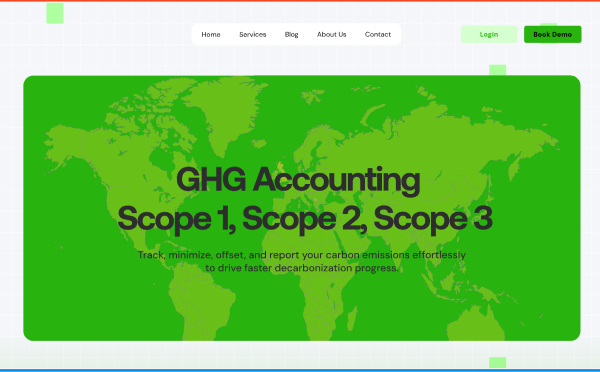 Home Services Blog About Us Contact
Login
Book Demo
GHG Accounting
Scope 1, Scope 2, Scope 3
Track, minimize, offset, and report your carbon emissions effortlessly
to drive faster decarbonization progress.